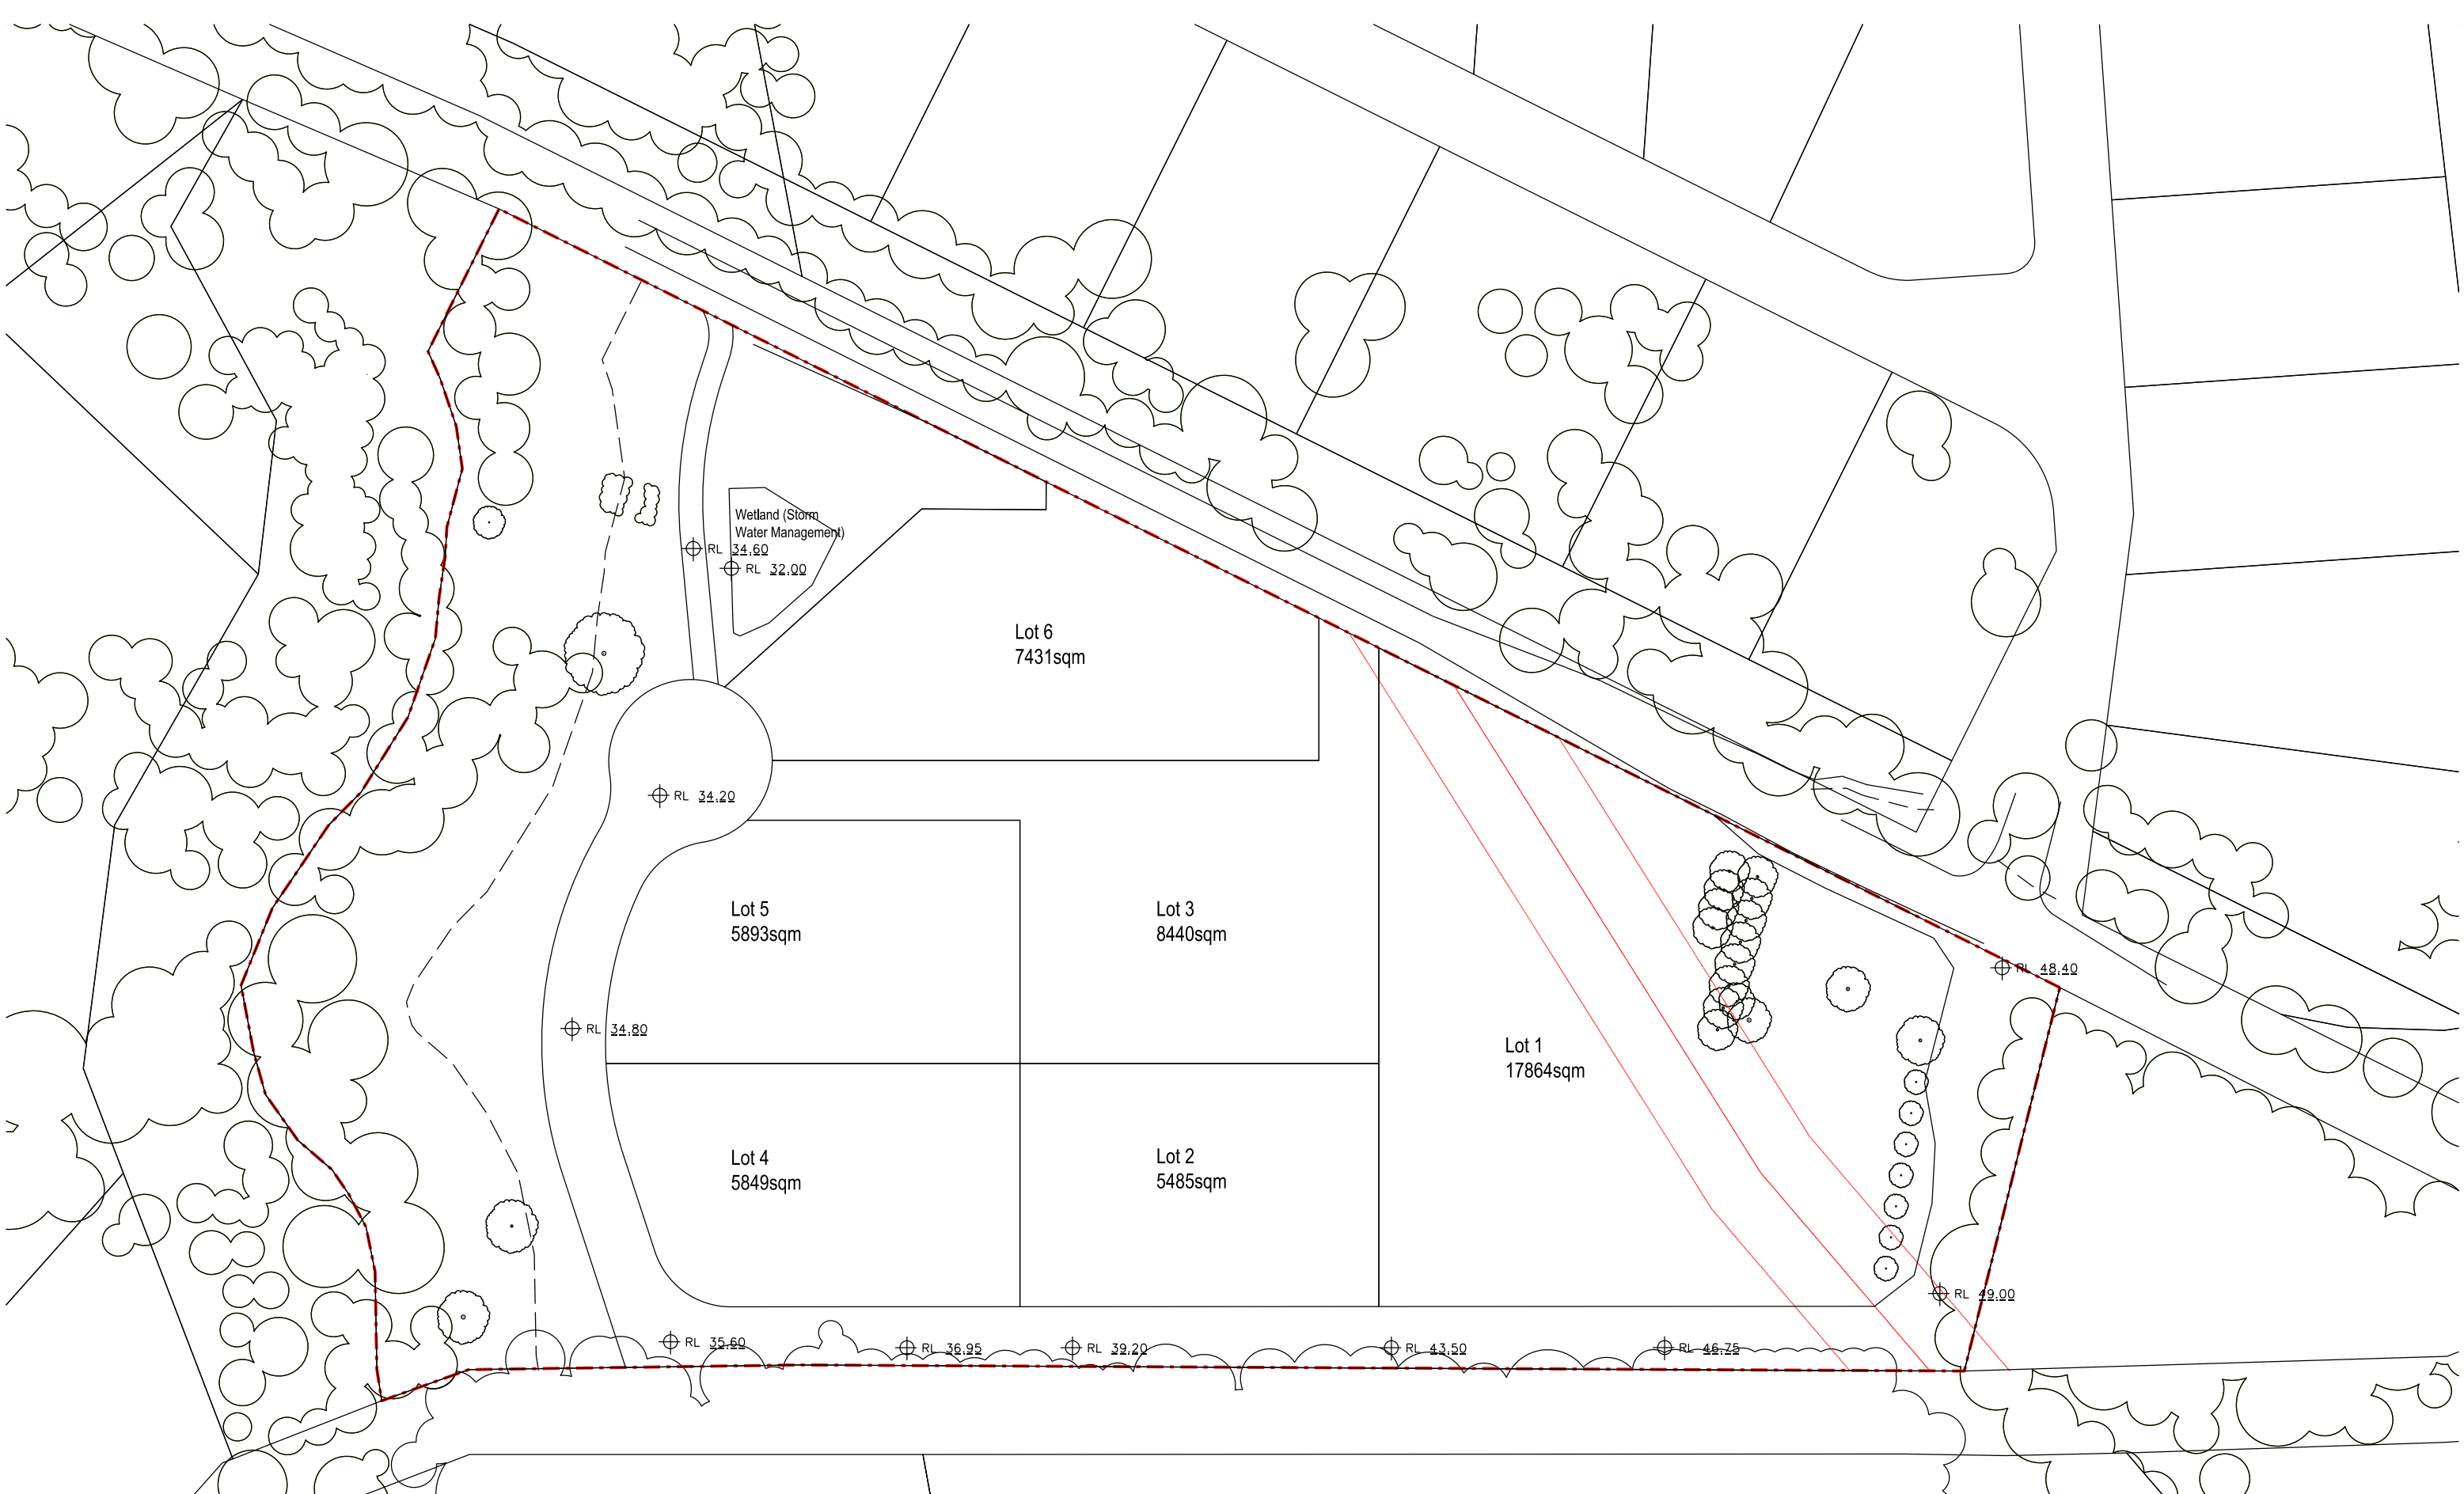 Wetland (Storm
Water Management)
RL 34.60
RL 32.00
Lot 6
7431sqm
RL 34.20
Lot 5
5893sqm
Lot 3
8440sqm
RL 48.40
RL 34.80
Lot 1
17864sqm
Lot 4
5849sqm
Lot 2
5485sqm
RL 49.00
RL 35.60
RL 36.95
RL 39.20
RL 43.50
RL 46.75